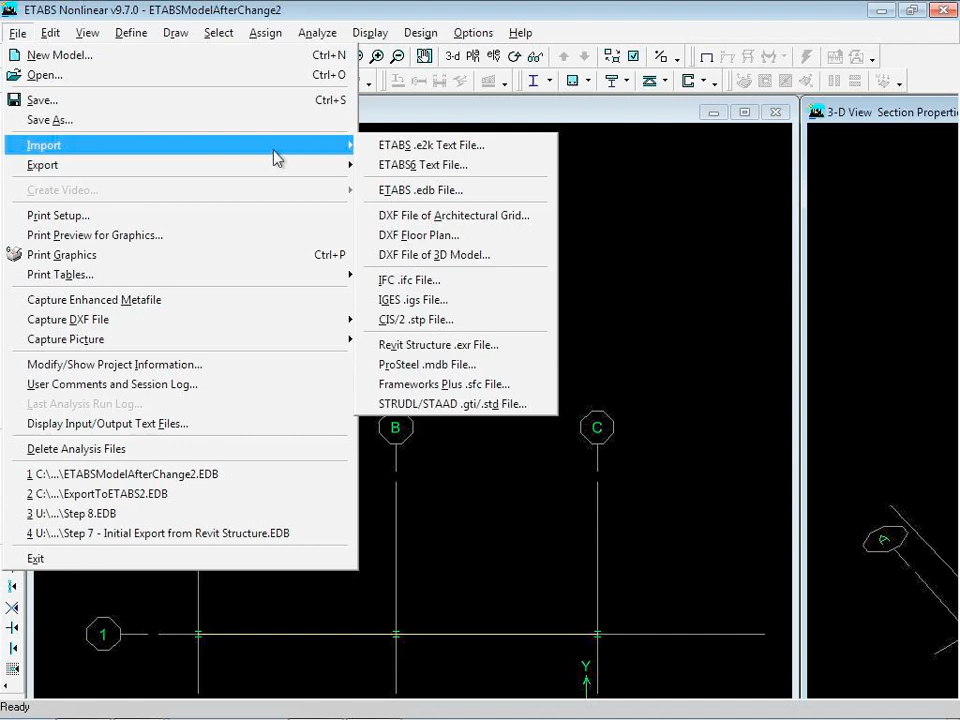 ETABS Nonlinear v9.7.0 - ETABSModelAfterChange2
File Edit View Define Draw Select Assign Analyze Display Design Options Help
New Model... Ctrl+N
Open... Ctrl+O
Save... Ctrl+S
Save As...
Import
Export
Create Video...
Print Setup...
Print Preview for Graphics...
Print Graphics Ctrl+P
Print Tables...
Capture Enhanced Metafile
Capture DXF File
Capture Picture
Modify/Show Project Information...
User Comments and Session Log...
Last Analysis Run Log...
Display Input/Output Text Files...
Delete Analysis Files
1 C:\...\ETABSModelAfterChange2.EDB
2 C:\...\ExportToETABS2.EDB
3 U:\...\Step 8.EDB
4 U:\...\Step 7 - Initial Export from Revit Structure.EDB
Exit
ETABS .e2k Text File...
ETABS6 Text File...
ETABS .edb File...
DXF File of Architectural Grid...
DXF Floor Plan...
DXF File of 3D Model...
IFC .ifc File...
IGES .igs File...
CIS/2 .stp File...
Revit Structure .exr File...
ProSteel .mdb File...
Frameworks Plus .sfc File...
STRUDL/STAAD .gti/.std File...
3-d
3-D View Section Properti
B
C
A
1
Y
Ready